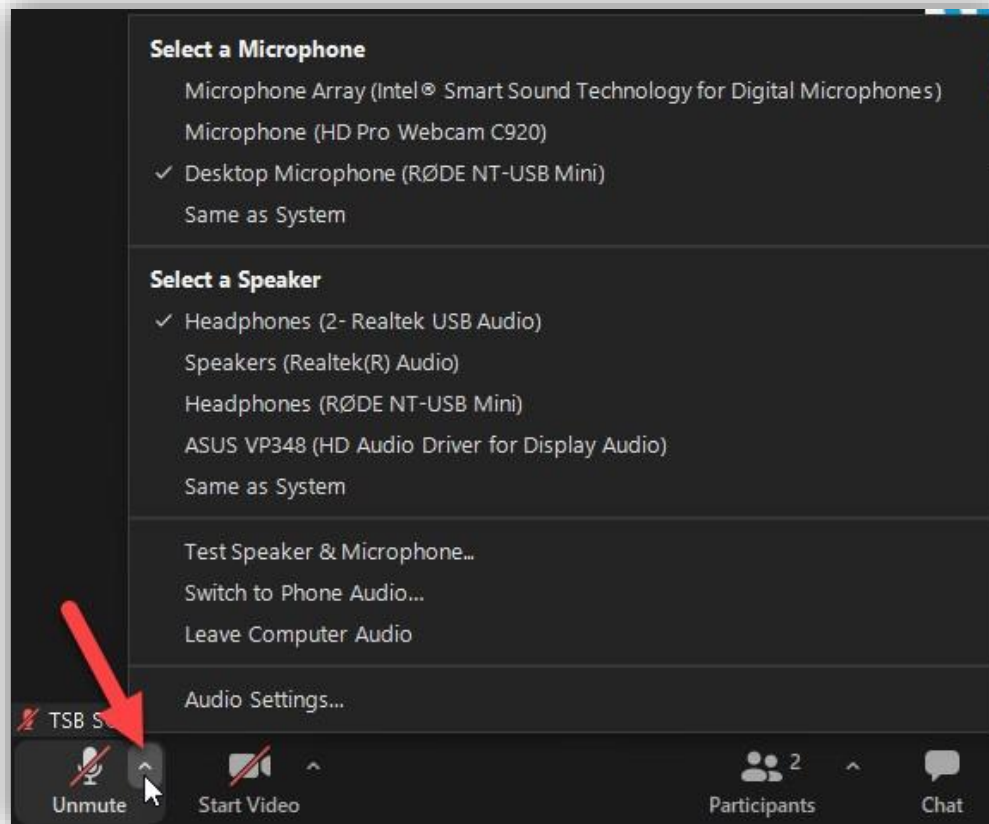 Select a Microphone
Microphone Array (Intel® Smart Sound Technology for Digital Microphones)
Microphone (HD Pro Webcam C920)
Desktop Microphone (RØDE NT-USB Mini)
Same as System
Select a Speaker
Headphones (2- Realtek USB Audio)
Speakers (Realtek(R) Audio)
Headphones (RØDE NT-USB Mini)
ASUS VP348 (HD Audio Driver for Display Audio)
Same as System
Test Speaker & Microphone...
Switch to Phone Audio...
Leave Computer Audio
Audio Settings...
TSB
2
Unmute Start Video Participants Chat